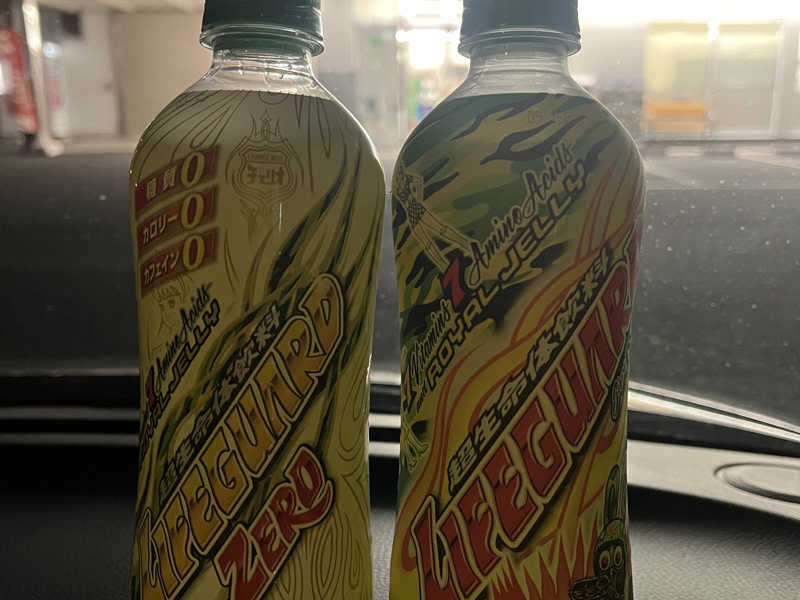 チェリオ
糖質0
カロリー0
カフェイン0
7 Amino Acids
ROYAL JELLY
超生命体飲料
LIFEGUARD
ZERO
7 Amino Acids
Vitamins
ROYAL JELLY
超生命体飲料
LIFEGUARD